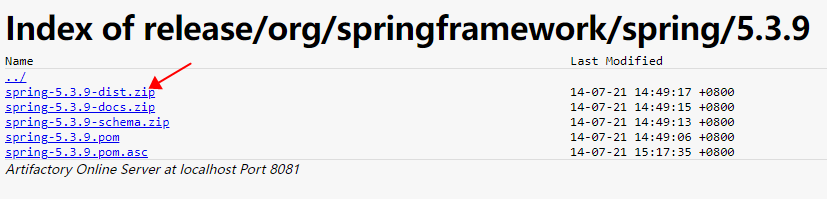 Index of release/org/springframework/spring/5.3.9
Name Last Modified
../
spring-5.3.9-dist.zip 14-07-21 14:49:17 +0800
spring-5.3.9-docs.zip 14-07-21 14:49:15 +0800
spring-5.3.9-schema.zip 14-07-21 14:49:13 +0800
spring-5.3.9.pom 14-07-21 14:49:06 +0800
spring-5.3.9.pom.asc 14-07-21 15:17:35 +0800
Artifactory Online Server at localhost Port 8081